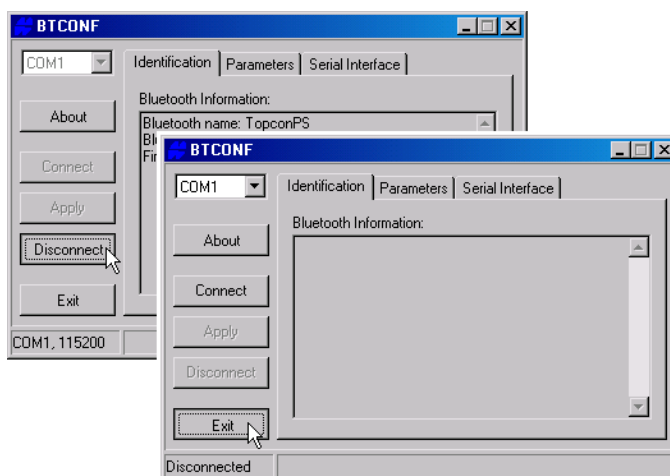 BTCONF
COM1
Identification Parameters Serial Interface
Bluetooth Information:
About
Bluetooth name: TopconPS
Connect
Apply
Disconnect
Exit
COM1, 115200
BTCONF
COM1
Identification Parameters Serial Interface
Bluetooth Information:
About
Connect
Apply
Disconnect
Exit
Disconnected